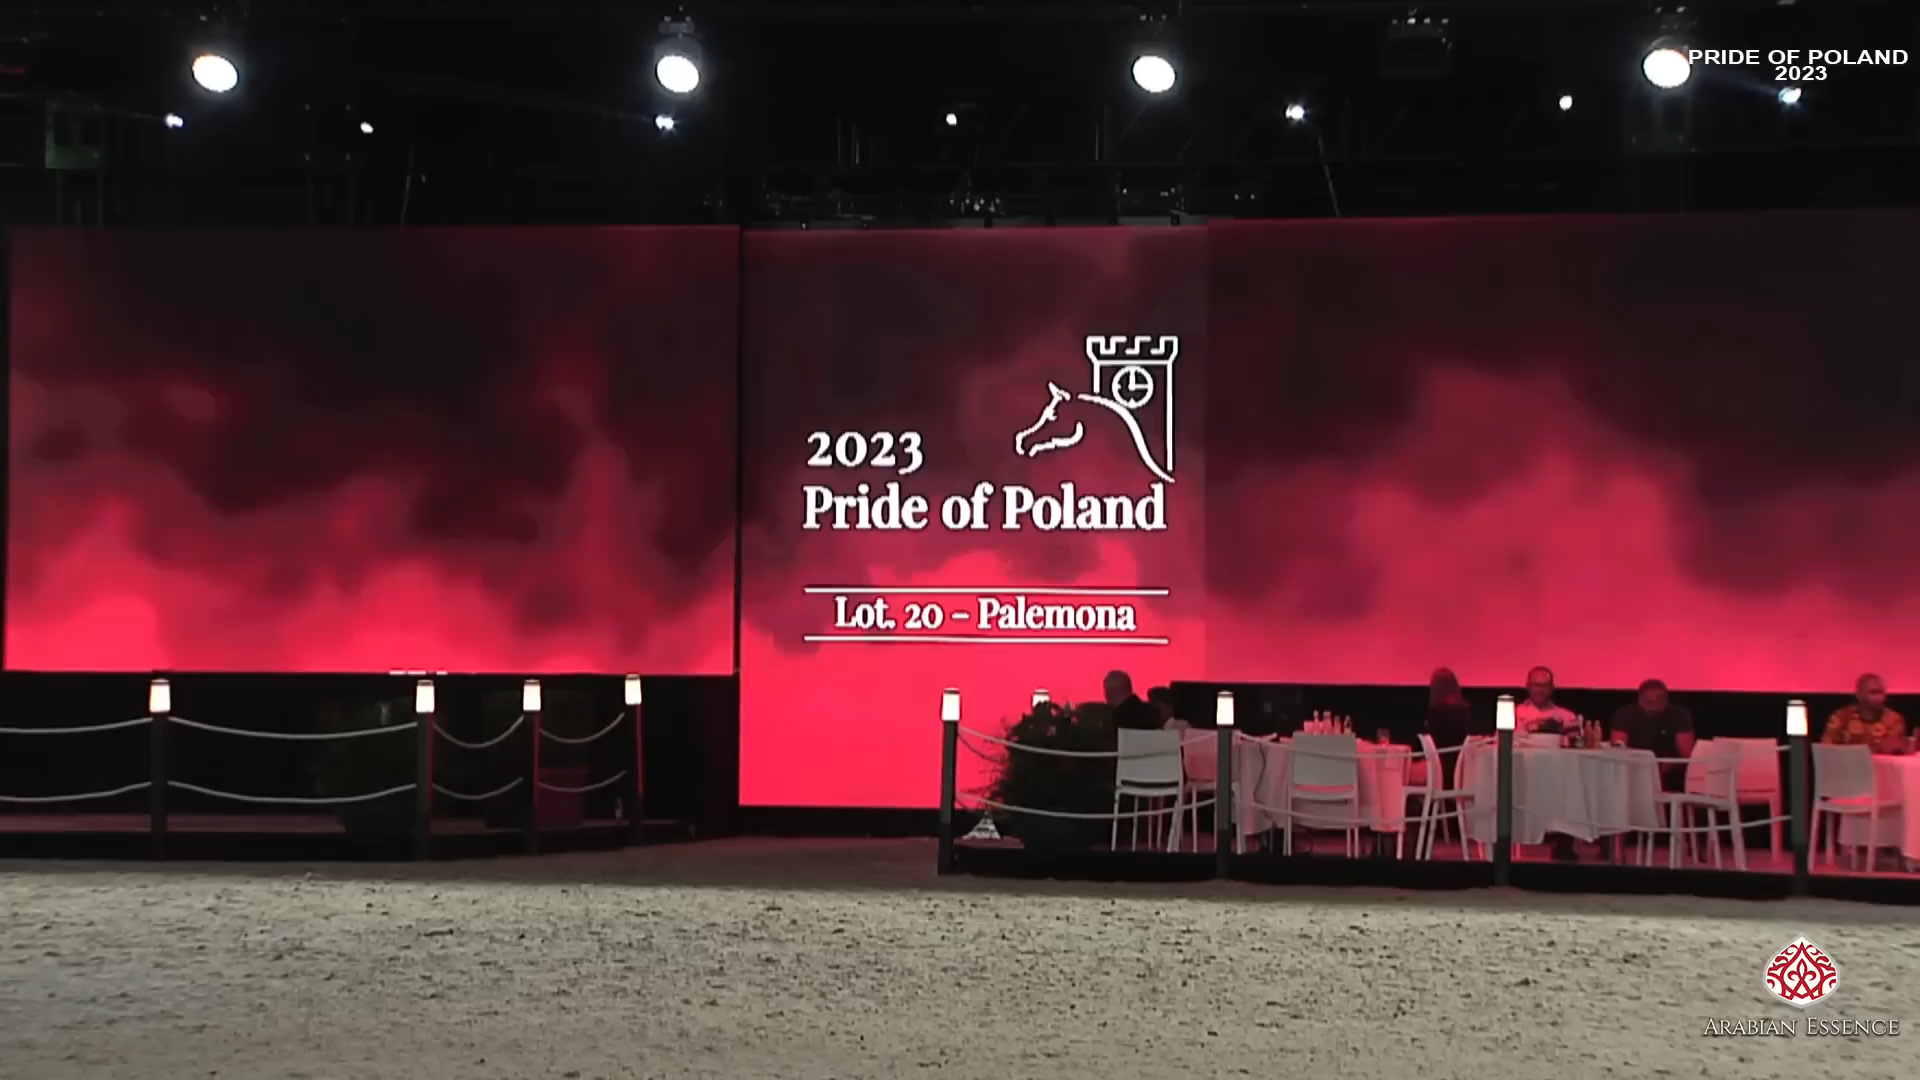 PRIDE OF POLAND
2023
2023
Pride of Poland
Lot. 20 – Palemona
ARABIAN ESSENCE